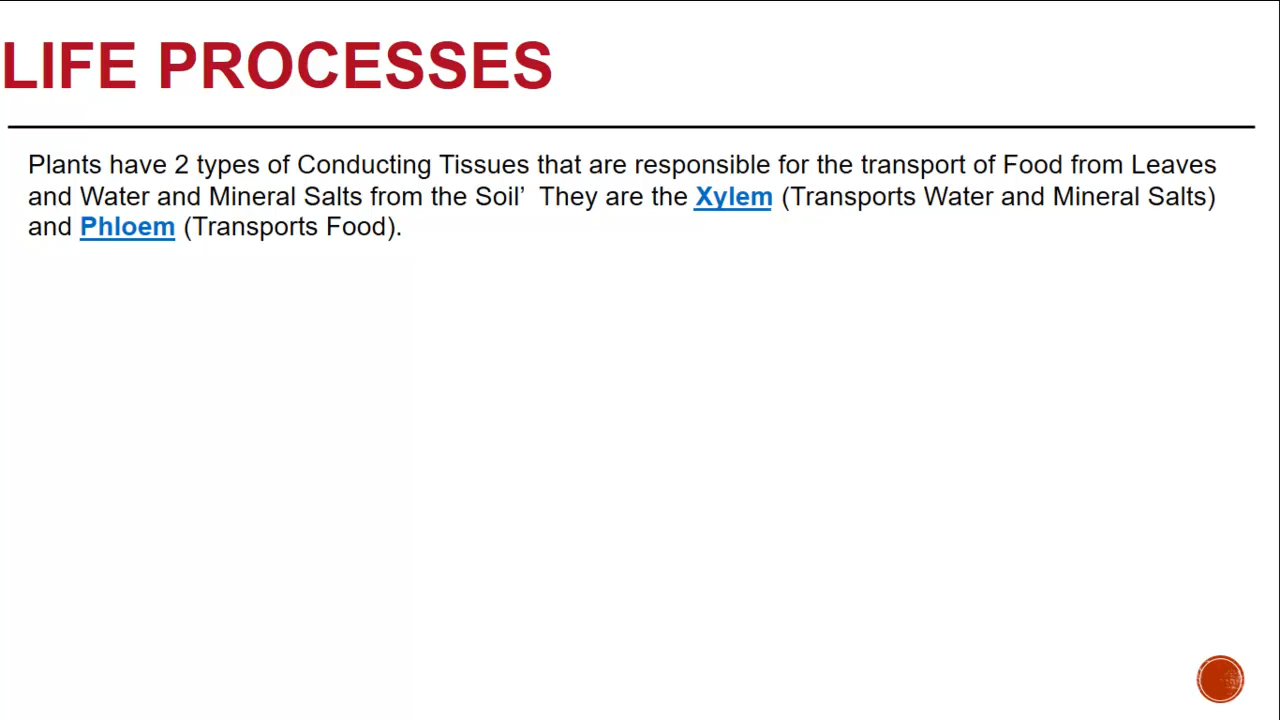 LIFE PROCESSES
Plants have 2 types of Conducting Tissues that are responsible for the transport of Food from Leaves
and Water and Mineral Salts from the Soil’  They are the Xylem (Transports Water and Mineral Salts)
and Phloem (Transports Food).